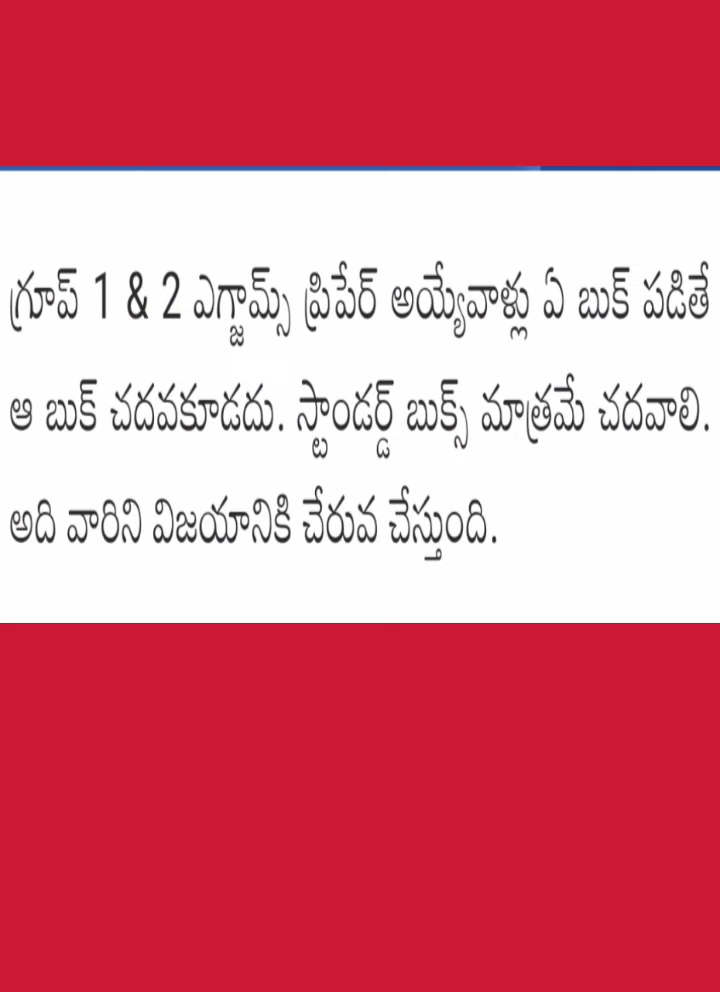 గ్రూప్ 1 & 2 ఎగ్జామ్స్ ప్రిపేర్ అయ్యేవాళ్లు ఏ బుక్ పడితే
ఆ బుక్ చదవకూడదు. స్టాండర్డ్ బుక్స్ మాత్రమే చదవాలి.
అది వారిని విజయానికి చేరువ చేస్తుంది.